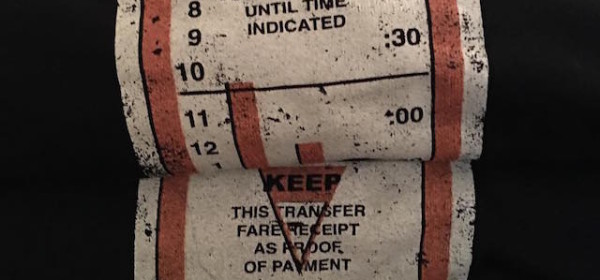 8 UNTIL TIME
INDICATED
9 :30
10
11 :00
12
1
KEEP
THIS TRANSFER
FARE RECEIPT
AS PROOF
OF PAYMENT